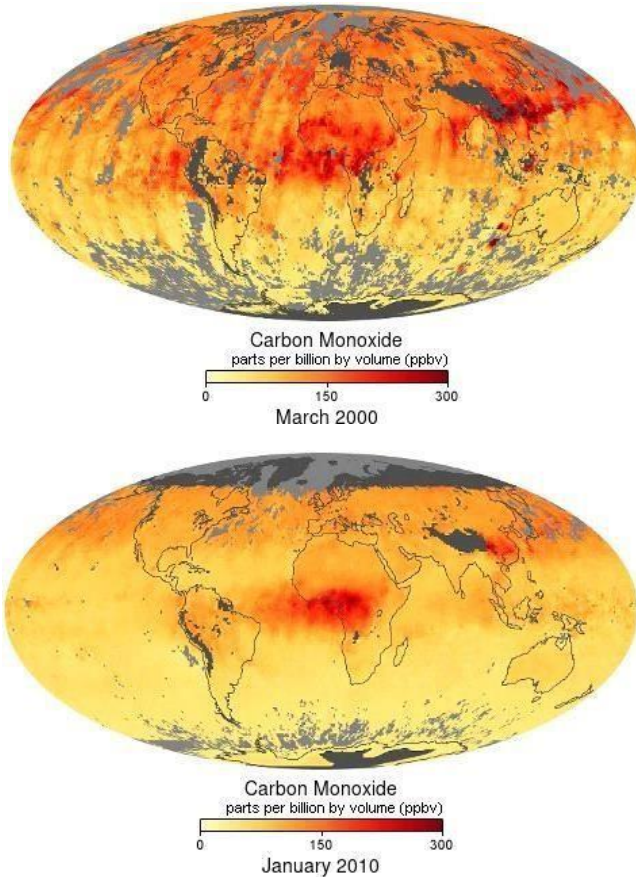 Carbon Monoxide
parts per billion by volume (ppbv)
0 150 300
March 2000
Carbon Monoxide
parts per billion by volume (ppbv)
0 150 300
January 2010